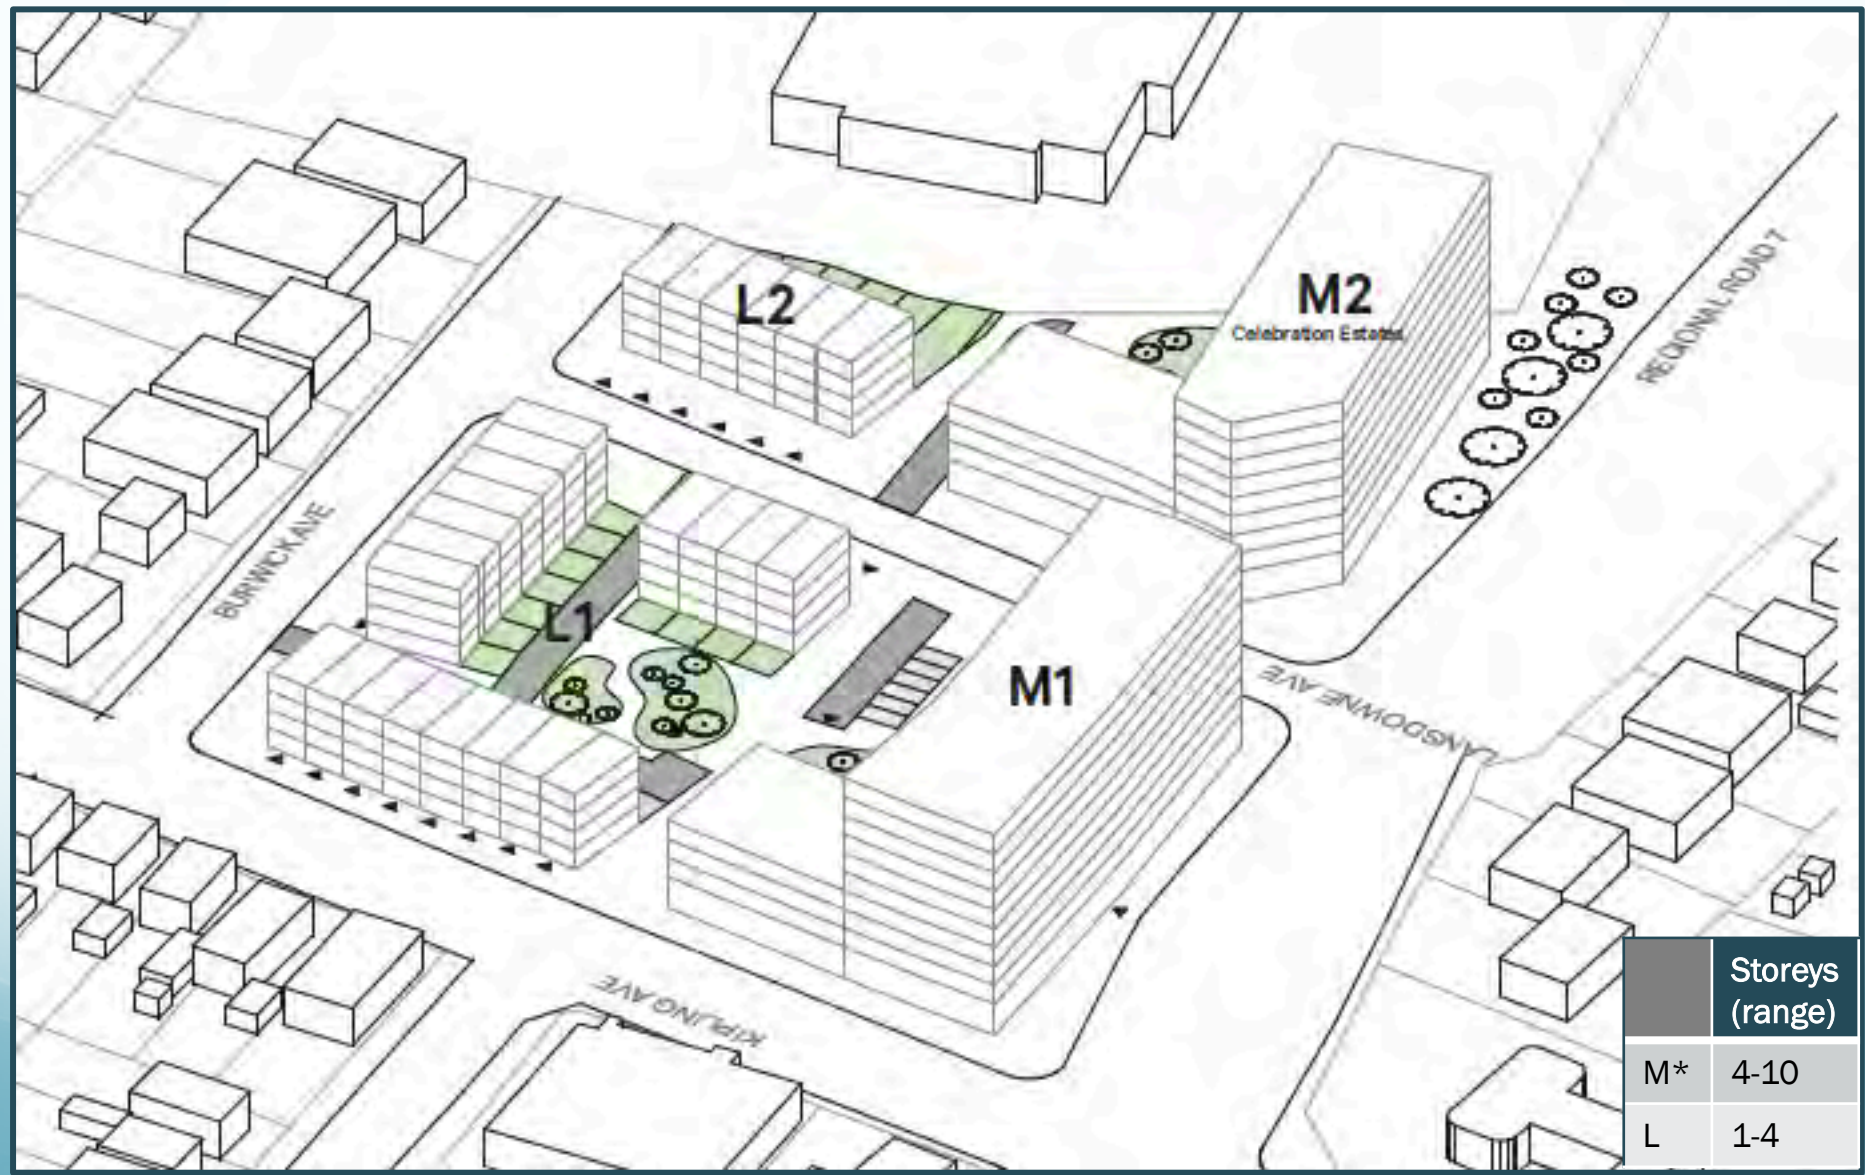 L2
M2
Celebration Estates
REGIONAL ROAD 7
BURWICK AVE
L1
M1
LANSDOWNE AVE
KIPLING AVE
Storeys
(range)
M* 4-10
L 1-4